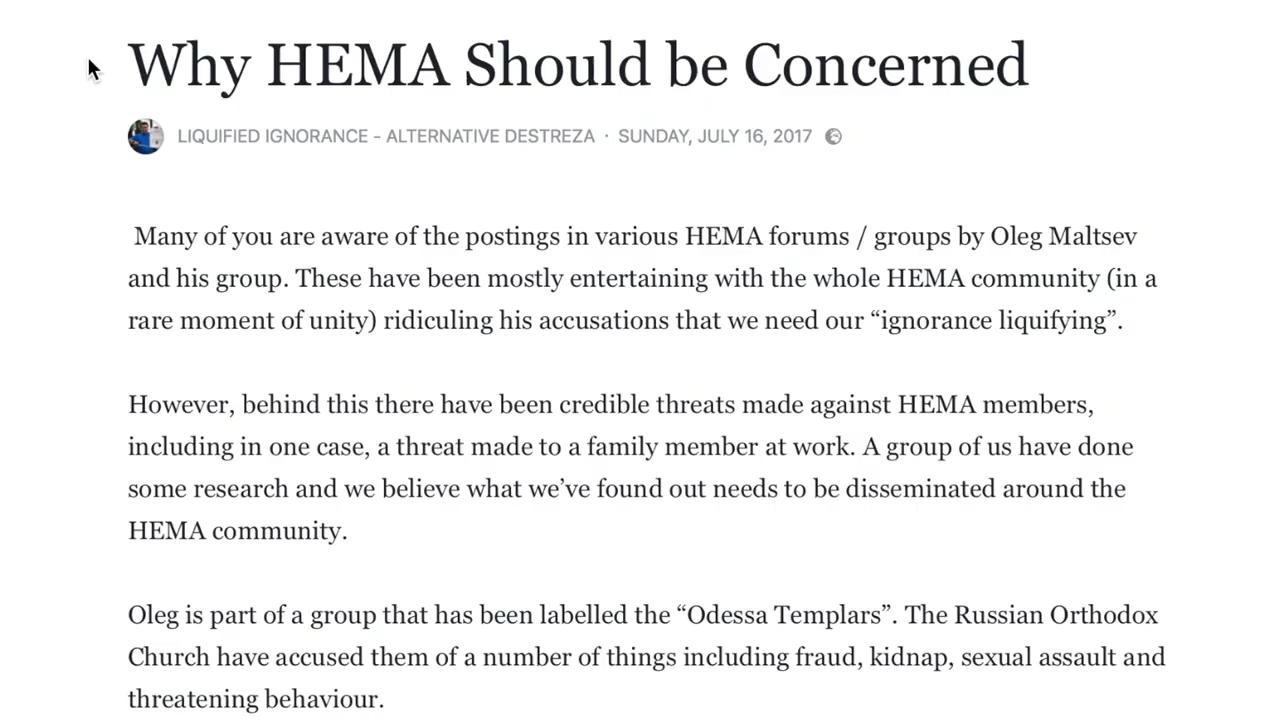 Why HEMA Should be Concerned
LIQUIFIED IGNORANCE - ALTERNATIVE DESTREZA · SUNDAY, JULY 16, 2017
Many of you are aware of the postings in various HEMA forums / groups by Oleg Maltsev
and his group. These have been mostly entertaining with the whole HEMA community (in a
rare moment of unity) ridiculing his accusations that we need our “ignorance liquifying”.
However, behind this there have been credible threats made against HEMA members,
including in one case, a threat made to a family member at work. A group of us have done
some research and we believe what we’ve found out needs to be disseminated around the
HEMA community.
Oleg is part of a group that has been labelled the “Odessa Templars”. The Russian Orthodox
Church have accused them of a number of things including fraud, kidnap, sexual assault and
threatening behaviour.